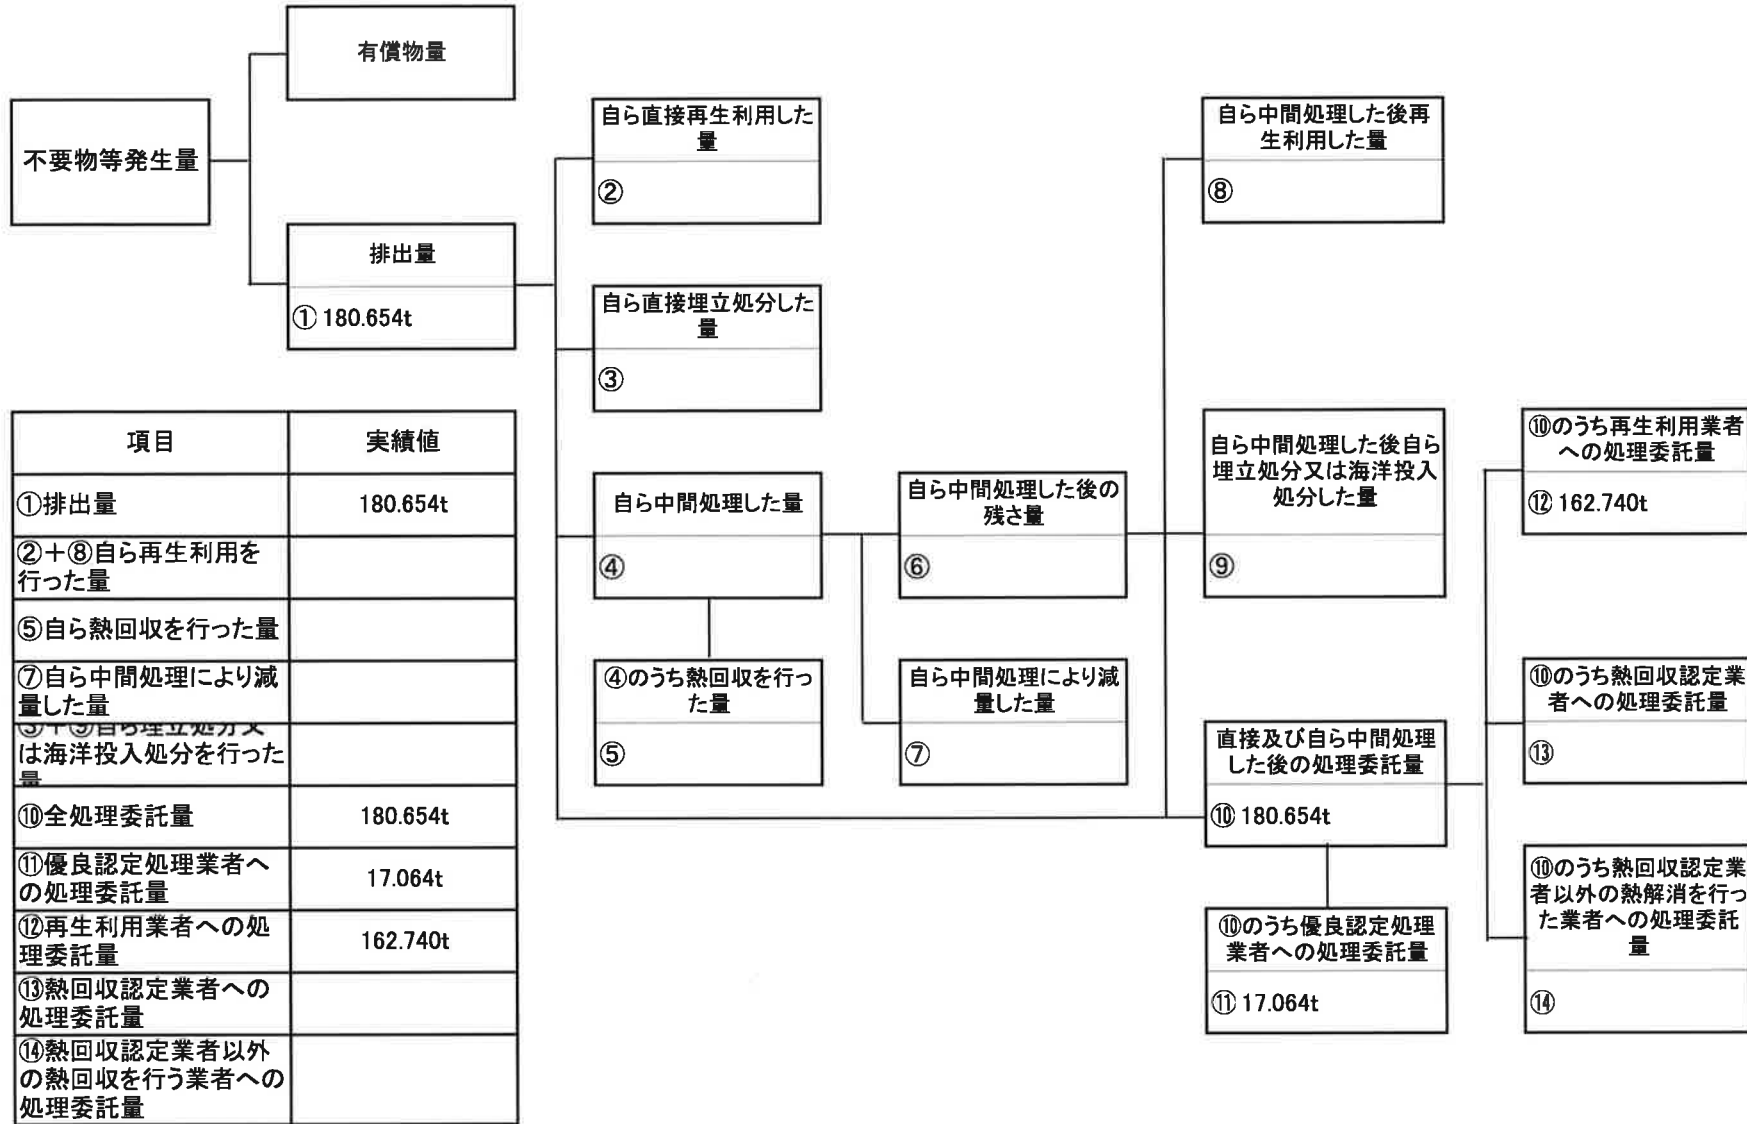 有償物量
不要物等発生量
排出量
① 180.654t
自ら直接再生利用した
量
②
自ら直接埋立処分した
量
③
自ら中間処理した量
④
④のうち熱回収を行っ
た量
⑤
自ら中間処理した後の
残さ量
⑥
自ら中間処理により減
量した量
⑦
自ら中間処理した後再
生利用した量
⑧
自ら中間処理した後自ら
埋立処分又は海洋投入
処分した量
⑨
直接及び自ら中間処理
した後の処理委託量
⑩ 180.654t
⑩のうち優良認定処理
業者への処理委託量
⑪ 17.064t
⑩のうち再生利用業者
への処理委託量
⑫ 162.740t
⑩のうち熱回収認定業
者への処理委託量
⑬
⑩のうち熱回収認定業
者以外の熱解消を行っ
た業者への処理委託
量
⑭
項目 実績値
①排出量 180.654t
②＋⑧自ら再生利用を
行った量
⑤自ら熱回収を行った量
⑦自ら中間処理により減
量した量
③＋⑨自ら埋立処分又
は海洋投入処分を行った
量
⑩全処理委託量 180.654t
⑪優良認定処理業者へ
の処理委託量 17.064t
⑫再生利用業者への処
理委託量 162.740t
⑬熱回収認定業者への
処理委託量
⑭熱回収認定業者以外
の熱回収を行う業者への
処理委託量